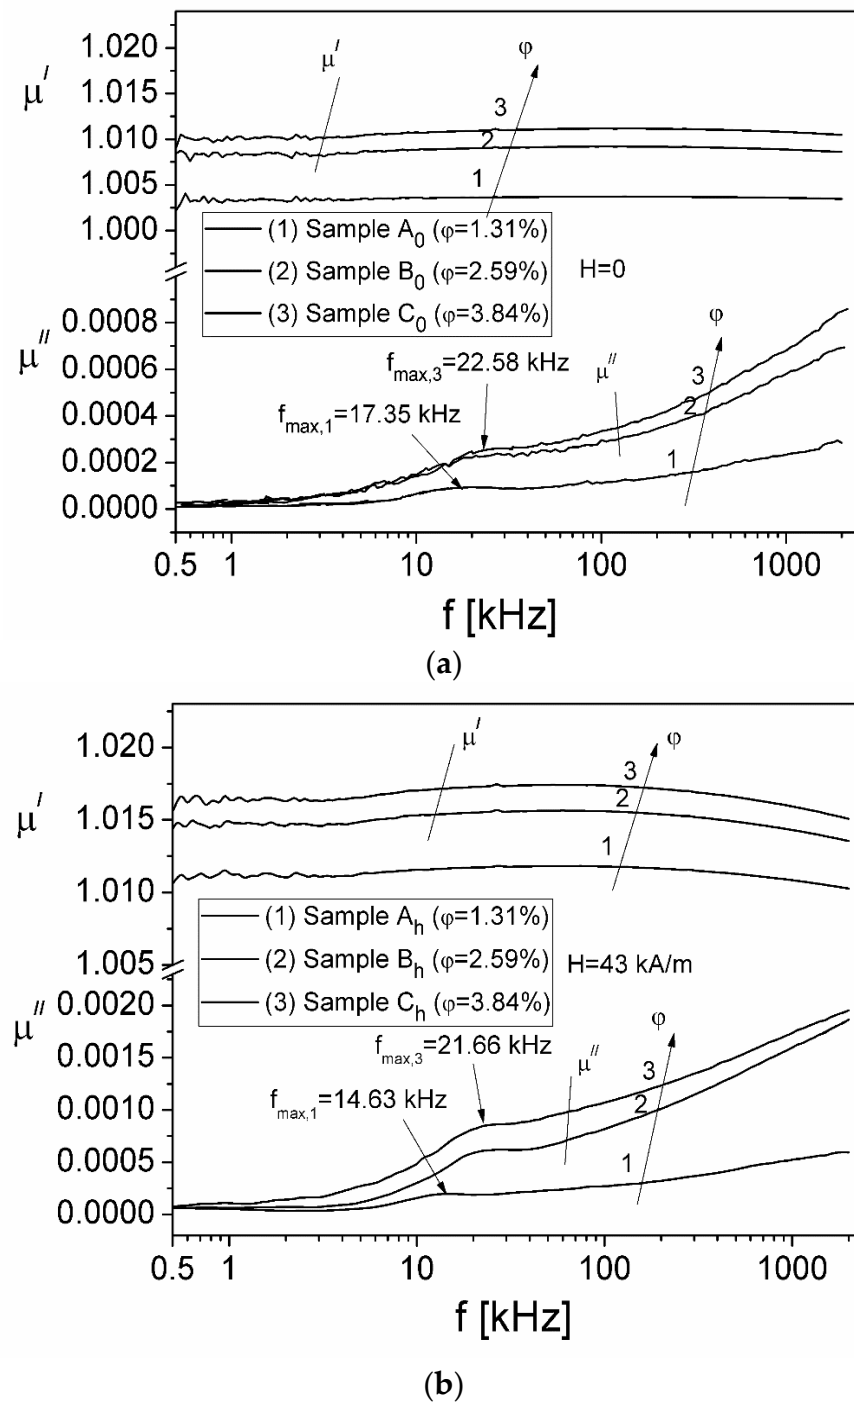 1.020
1.015
1.010
1.005
1.000
μ′
μ′
φ
3
2
1
(1) Sample A0 (φ=1.31%)
(2) Sample B0 (φ=2.59%)
(3) Sample C0 (φ=3.84%)
H=0
μ″
0.0008
0.0006
0.0004
0.0002
0.0000
fmax,3=22.58 kHz
fmax,1=17.35 kHz
μ″
φ
3
2
1
0.5 1 10 100 1000
f [kHz]
(a)
1.020
1.015
1.010
1.005
μ′
μ′
φ
3
2
1
(1) Sample Ah (φ=1.31%)
(2) Sample Bh (φ=2.59%)
(3) Sample Ch (φ=3.84%)
H=43 kA/m
μ″
0.0020
0.0015
0.0010
0.0005
0.0000
fmax,3=21.66 kHz
fmax,1=14.63 kHz
μ″
φ
3
2
1
0.5 1 10 100 1000
f [kHz]
(b)